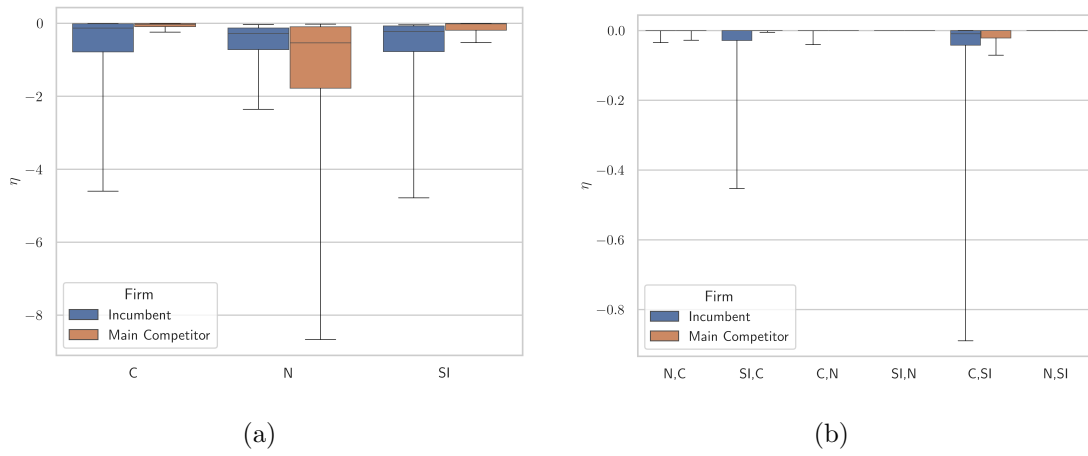 0
−2
−4
−6
−8
η
C
N
SI
Firm
Incumbent
Main Competitor
(a)
0.0
−0.2
−0.4
−0.6
−0.8
η
N,C
SI,C
C,N
SI,N
C,SI
N,SI
Firm
Incumbent
Main Competitor
(b)